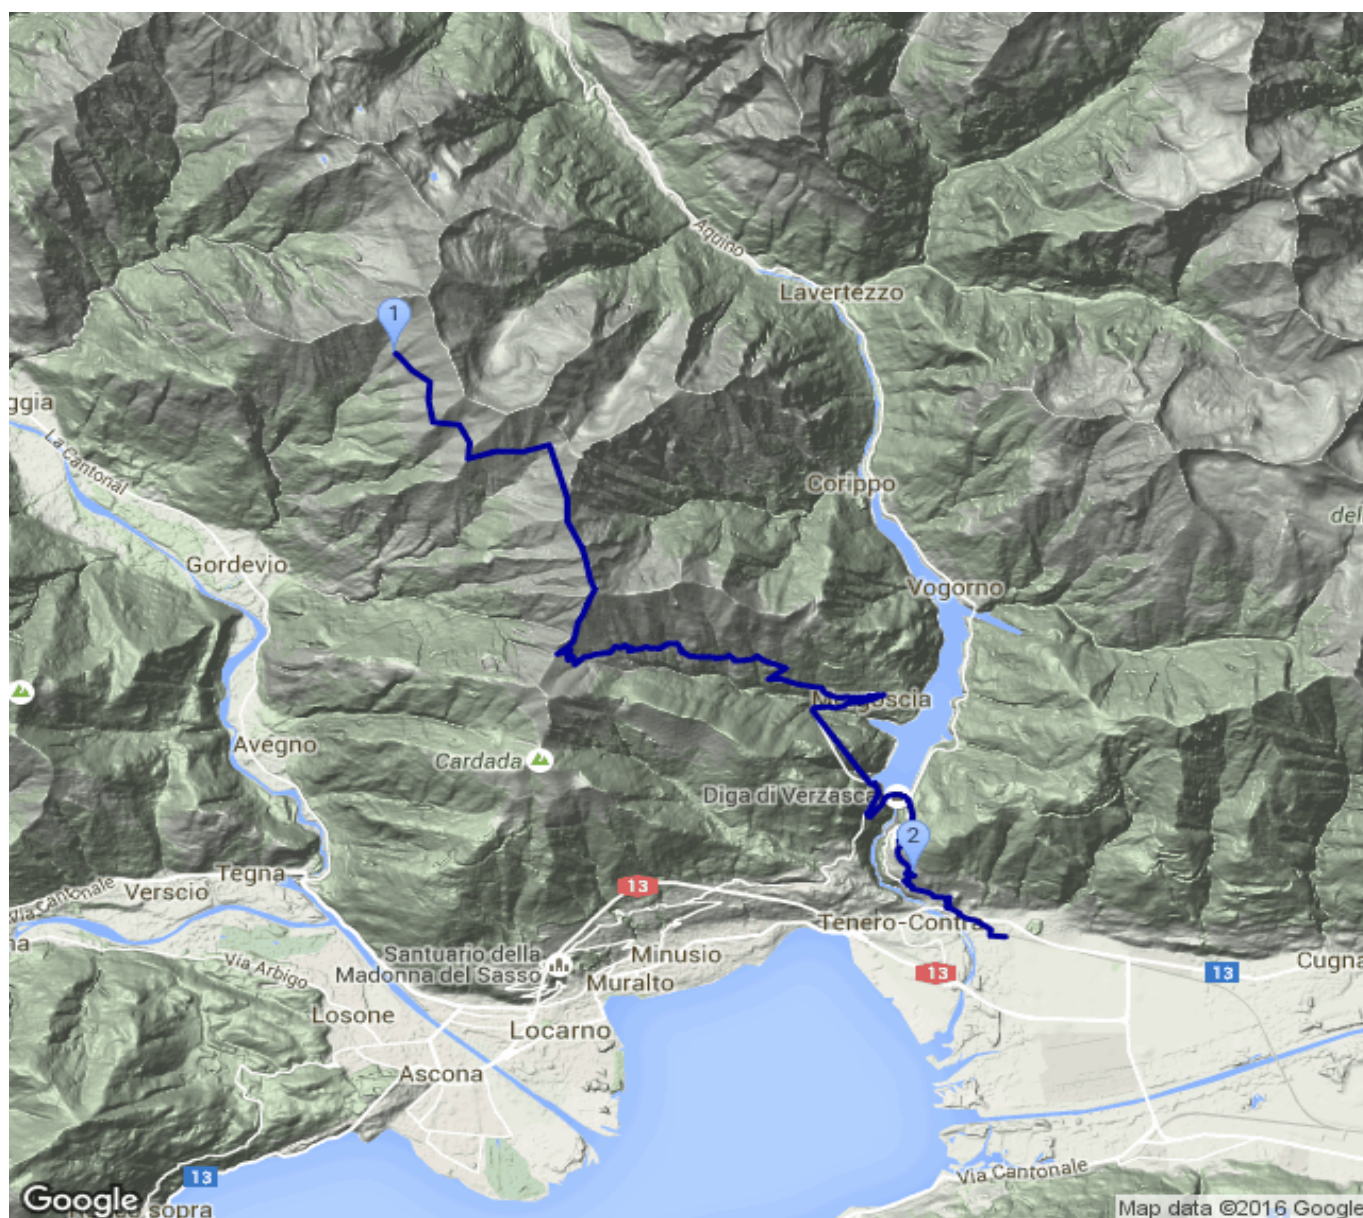 Aquino
Lavertezzo
1
ggia
La Cantonal
Corippo
del
Gordevio
Vogorno
Avegno
Cardada
Diga di Verzasca
2
Tegna
Verscio
Via Cantonale
13
Tenero-Contra
na
Via Arbigo
Santuario della
Madonna del Sasso
Minusio
Muralto
13
13
Cugna
Losone
Locarno
Ascona
13
Via Cantonale
Google
sopra
Map data ©2016 Google